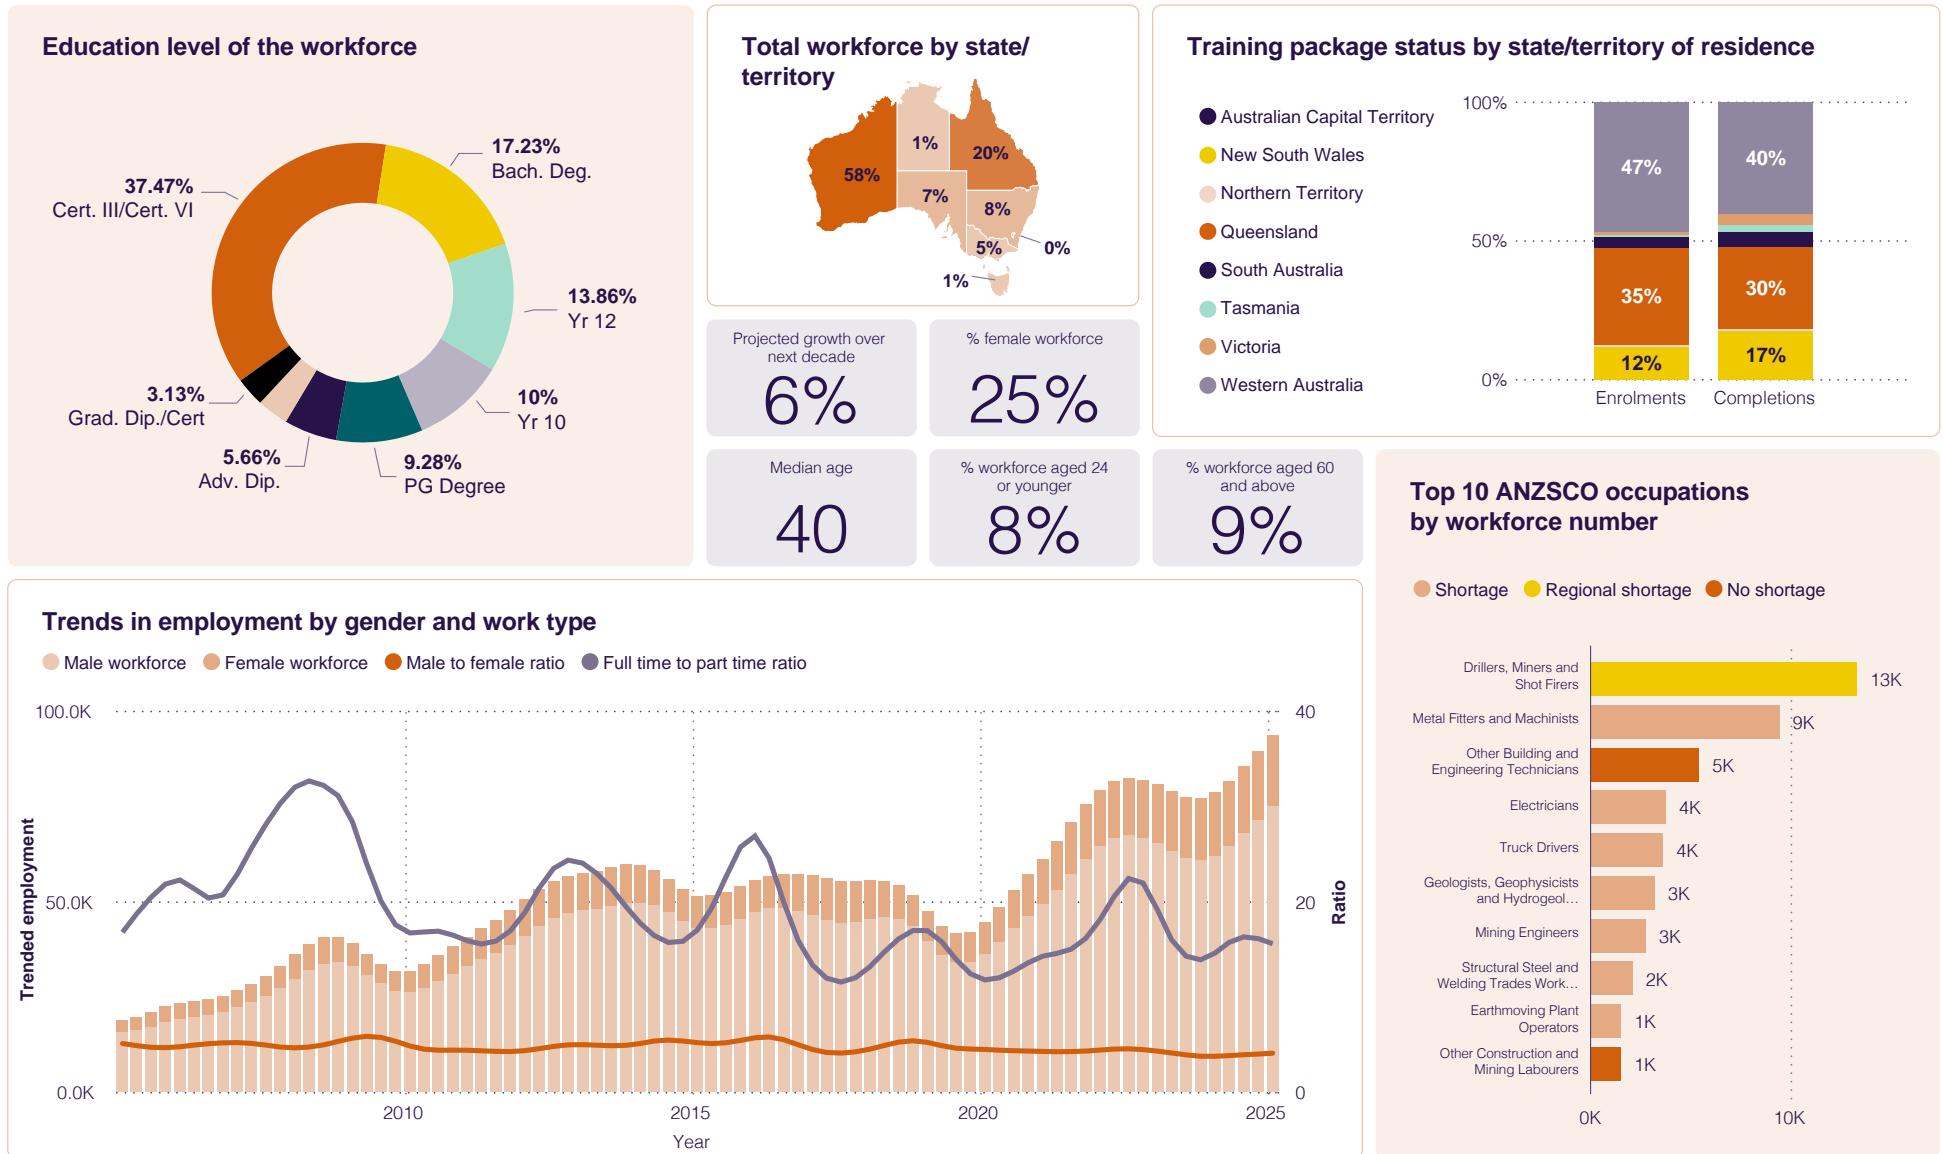 Education level of the workforce
17.23%
Bach. Deg.
37.47%
Cert. III/Cert. VI
13.86%
Yr 12
10%
Yr 10
3.13%
Grad. Dip./Cert
5.66%
Adv. Dip.
9.28%
PG Degree
Total workforce by state/
territory
1%
20%
58%
7%
8%
5%
0%
1%
Training package status by state/territory of residence
Australian Capital Territory
New South Wales
Northern Territory
Queensland
South Australia
Tasmania
Victoria
Western Australia
100%
50%
0%
47%
40%
35%
30%
12%
17%
Enrolments
Completions
Projected growth over
next decade
6%
% female workforce
25%
Median age
40
% workforce aged 24
or younger
8%
% workforce aged 60
and above
9%
Trends in employment by gender and work type
Male workforce
Female workforce
Male to female ratio
Full time to part time ratio
Trended employment
100.0K
50.0K
0.0K
40
20
0
Ratio
2010
2015
2020
2025
Year
Top 10 ANZSCO occupations
by workforce number
Shortage
Regional shortage
No shortage
Drillers, Miners and
Shot Firers
13K
Metal Fitters and Machinists
9K
Other Building and
Engineering Technicians
5K
Electricians
4K
Truck Drivers
4K
Geologists, Geophysicists
and Hydrogeol...
3K
Mining Engineers
3K
Structural Steel and
Welding Trades Work...
2K
Earthmoving Plant
Operators
1K
Other Construction and
Mining Labourers
1K
0K
10K